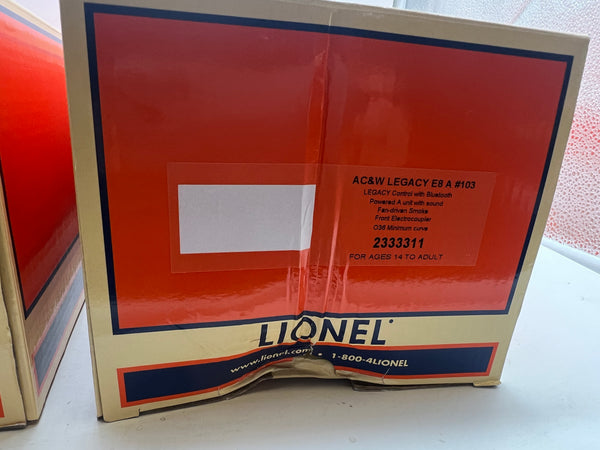 AC&W LEGACY E8 A #103
LEGACY Control with Bluetooth
Powered A unit with sound
Fan-driven Smoke
Front Electrocoupler
O36 Minimum curve
2333311
FOR AGES 14 TO ADULT
LIONEL
www.lionel.com • 1-800-4LIONEL